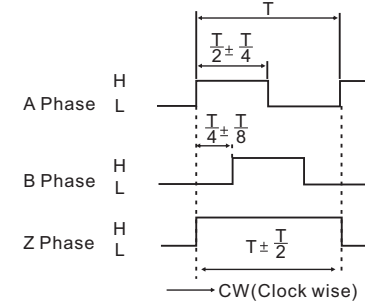 T
T/2 ± T/4
H
A Phase L
T/4 ± T/8
H
B Phase L
H
Z Phase L
T ± T/2
CW(Clock wise)